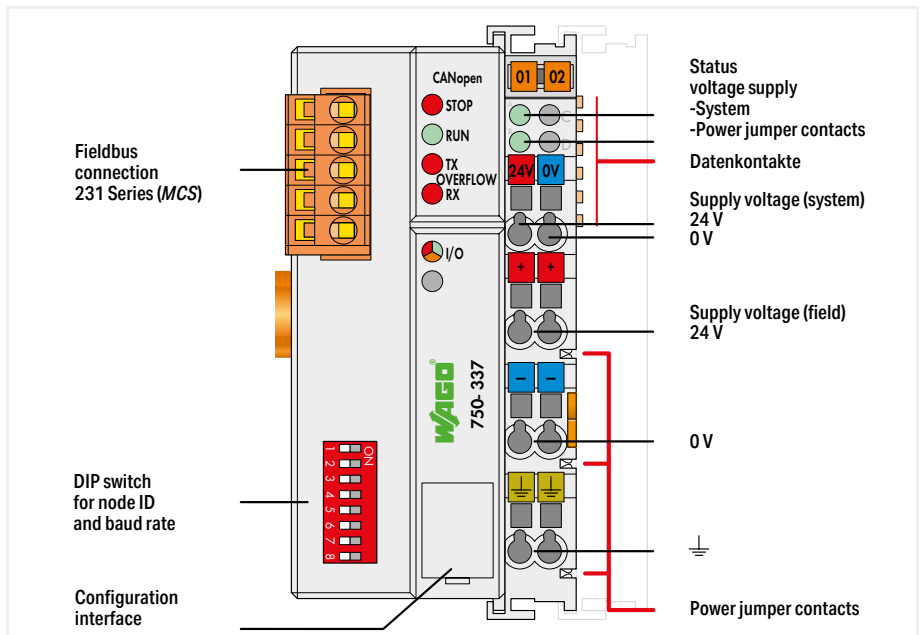 Fieldbus
connection
231 Series (MCS)
DIP switch
for node ID
and baud rate
Configuration
interface
CANopen
STOP
RUN
TX
OVERFLOW
RX
I/O
WAGO®
750-337
ON
1
2
3
4
5
6
7
8
01 02
C
D
24V 0V
+ +
− −
Status
voltage supply
-System
-Power jumper contacts
Datenkontakte
Supply voltage (system)
24 V
0 V
Supply voltage (field)
24 V
0 V
Power jumper contacts